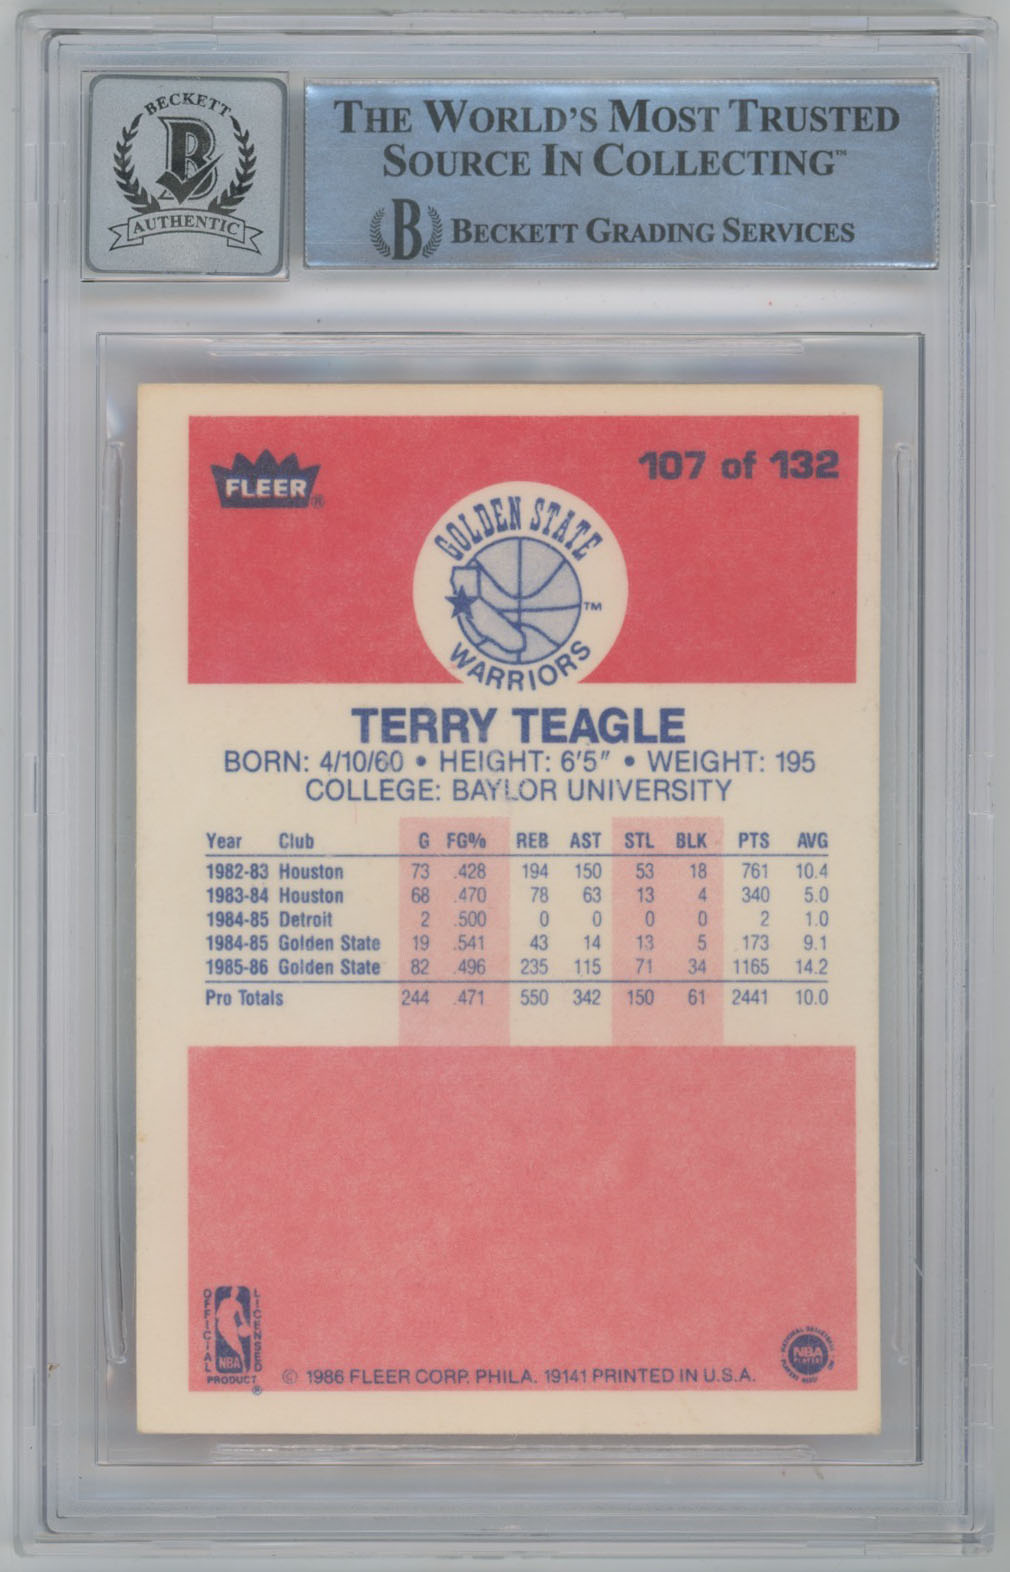 BECKETT
B
AUTHENTIC
THE WORLD'S MOST TRUSTED
SOURCE IN COLLECTING™
B BECKETT GRADING SERVICES
FLEER®
107 of 132
GOLDEN STATE
WARRIORS
™
TERRY TEAGLE
BORN: 4/10/60 • HEIGHT: 6'5" • WEIGHT: 195
COLLEGE: BAYLOR UNIVERSITY
Year Club G FG% REB AST STL BLK PTS AVG
1982-83 Houston 73 .428 194 150 53 18 761 10.4
1983-84 Houston 68 .470 78 63 13 4 340 5.0
1984-85 Detroit 2 .500 0 0 0 0 2 1.0
1984-85 Golden State 19 .541 43 14 13 5 173 9.1
1985-86 Golden State 82 .496 235 115 71 34 1165 14.2
Pro Totals 244 .471 550 342 150 61 2441 10.0
OFFICIAL LICENSED
NBA
PRODUCT®
© 1986 FLEER CORP. PHILA. 19141 PRINTED IN U.S.A.
NATIONAL BASKETBALL
NBA
PLAYERS